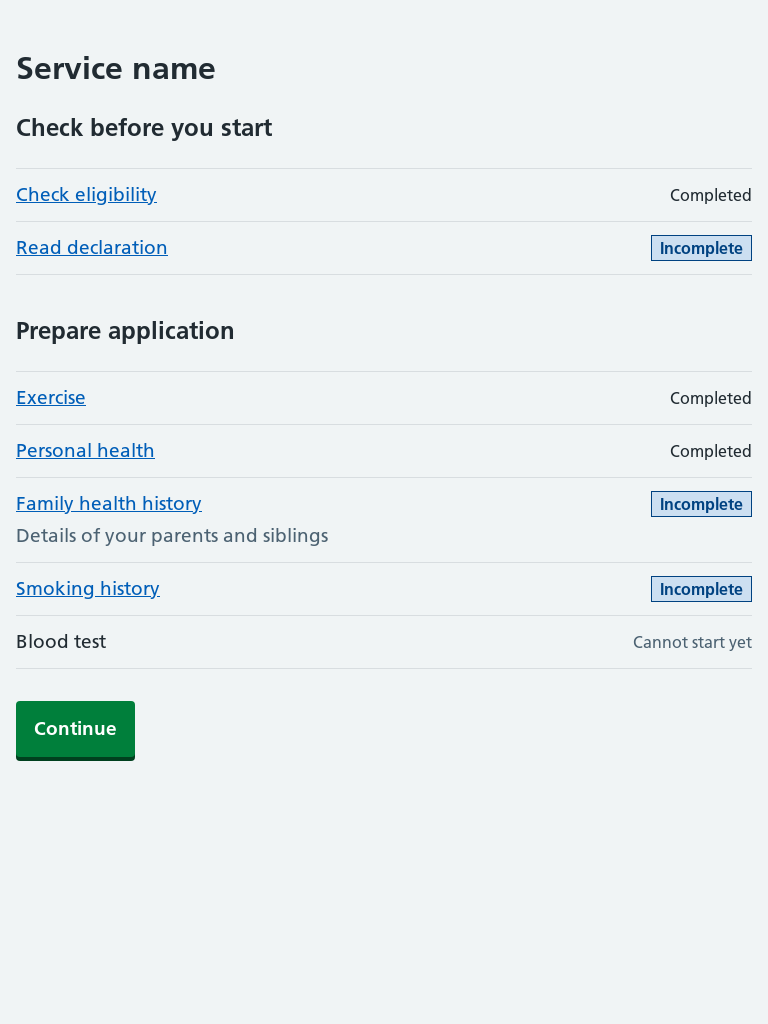 Service name
Check before you start
Check eligibility Completed
Read declaration Incomplete
Prepare application
Exercise Completed
Personal health Completed
Family health history Incomplete
Details of your parents and siblings
Smoking history Incomplete
Blood test Cannot start yet
Continue